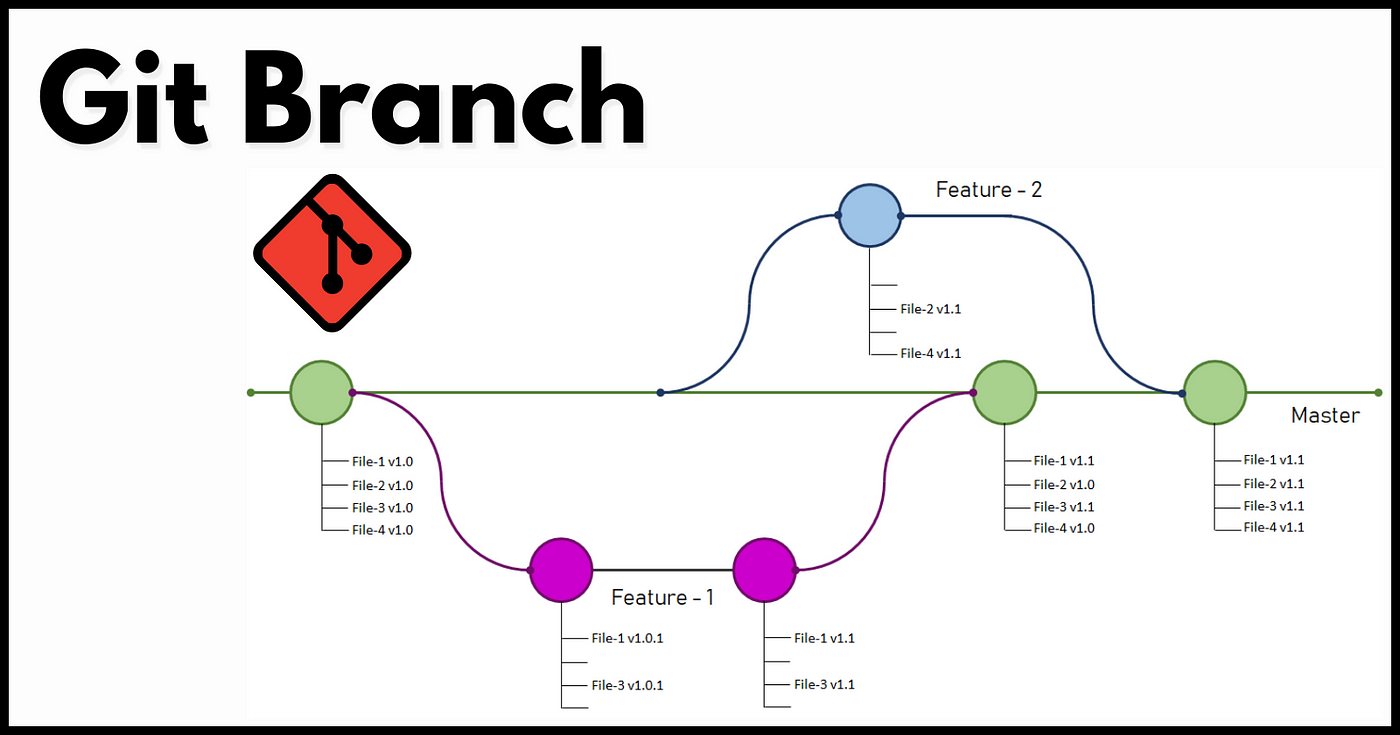 Git Branch
Feature - 2
File-2 v1.1
File-4 v1.1
Master
File-1 v1.0
File-2 v1.0
File-3 v1.0
File-4 v1.0
File-1 v1.1
File-2 v1.0
File-3 v1.1
File-4 v1.0
File-1 v1.1
File-2 v1.1
File-3 v1.1
File-4 v1.1
Feature - 1
File-1 v1.0.1
File-3 v1.0.1
File-1 v1.1
File-3 v1.1